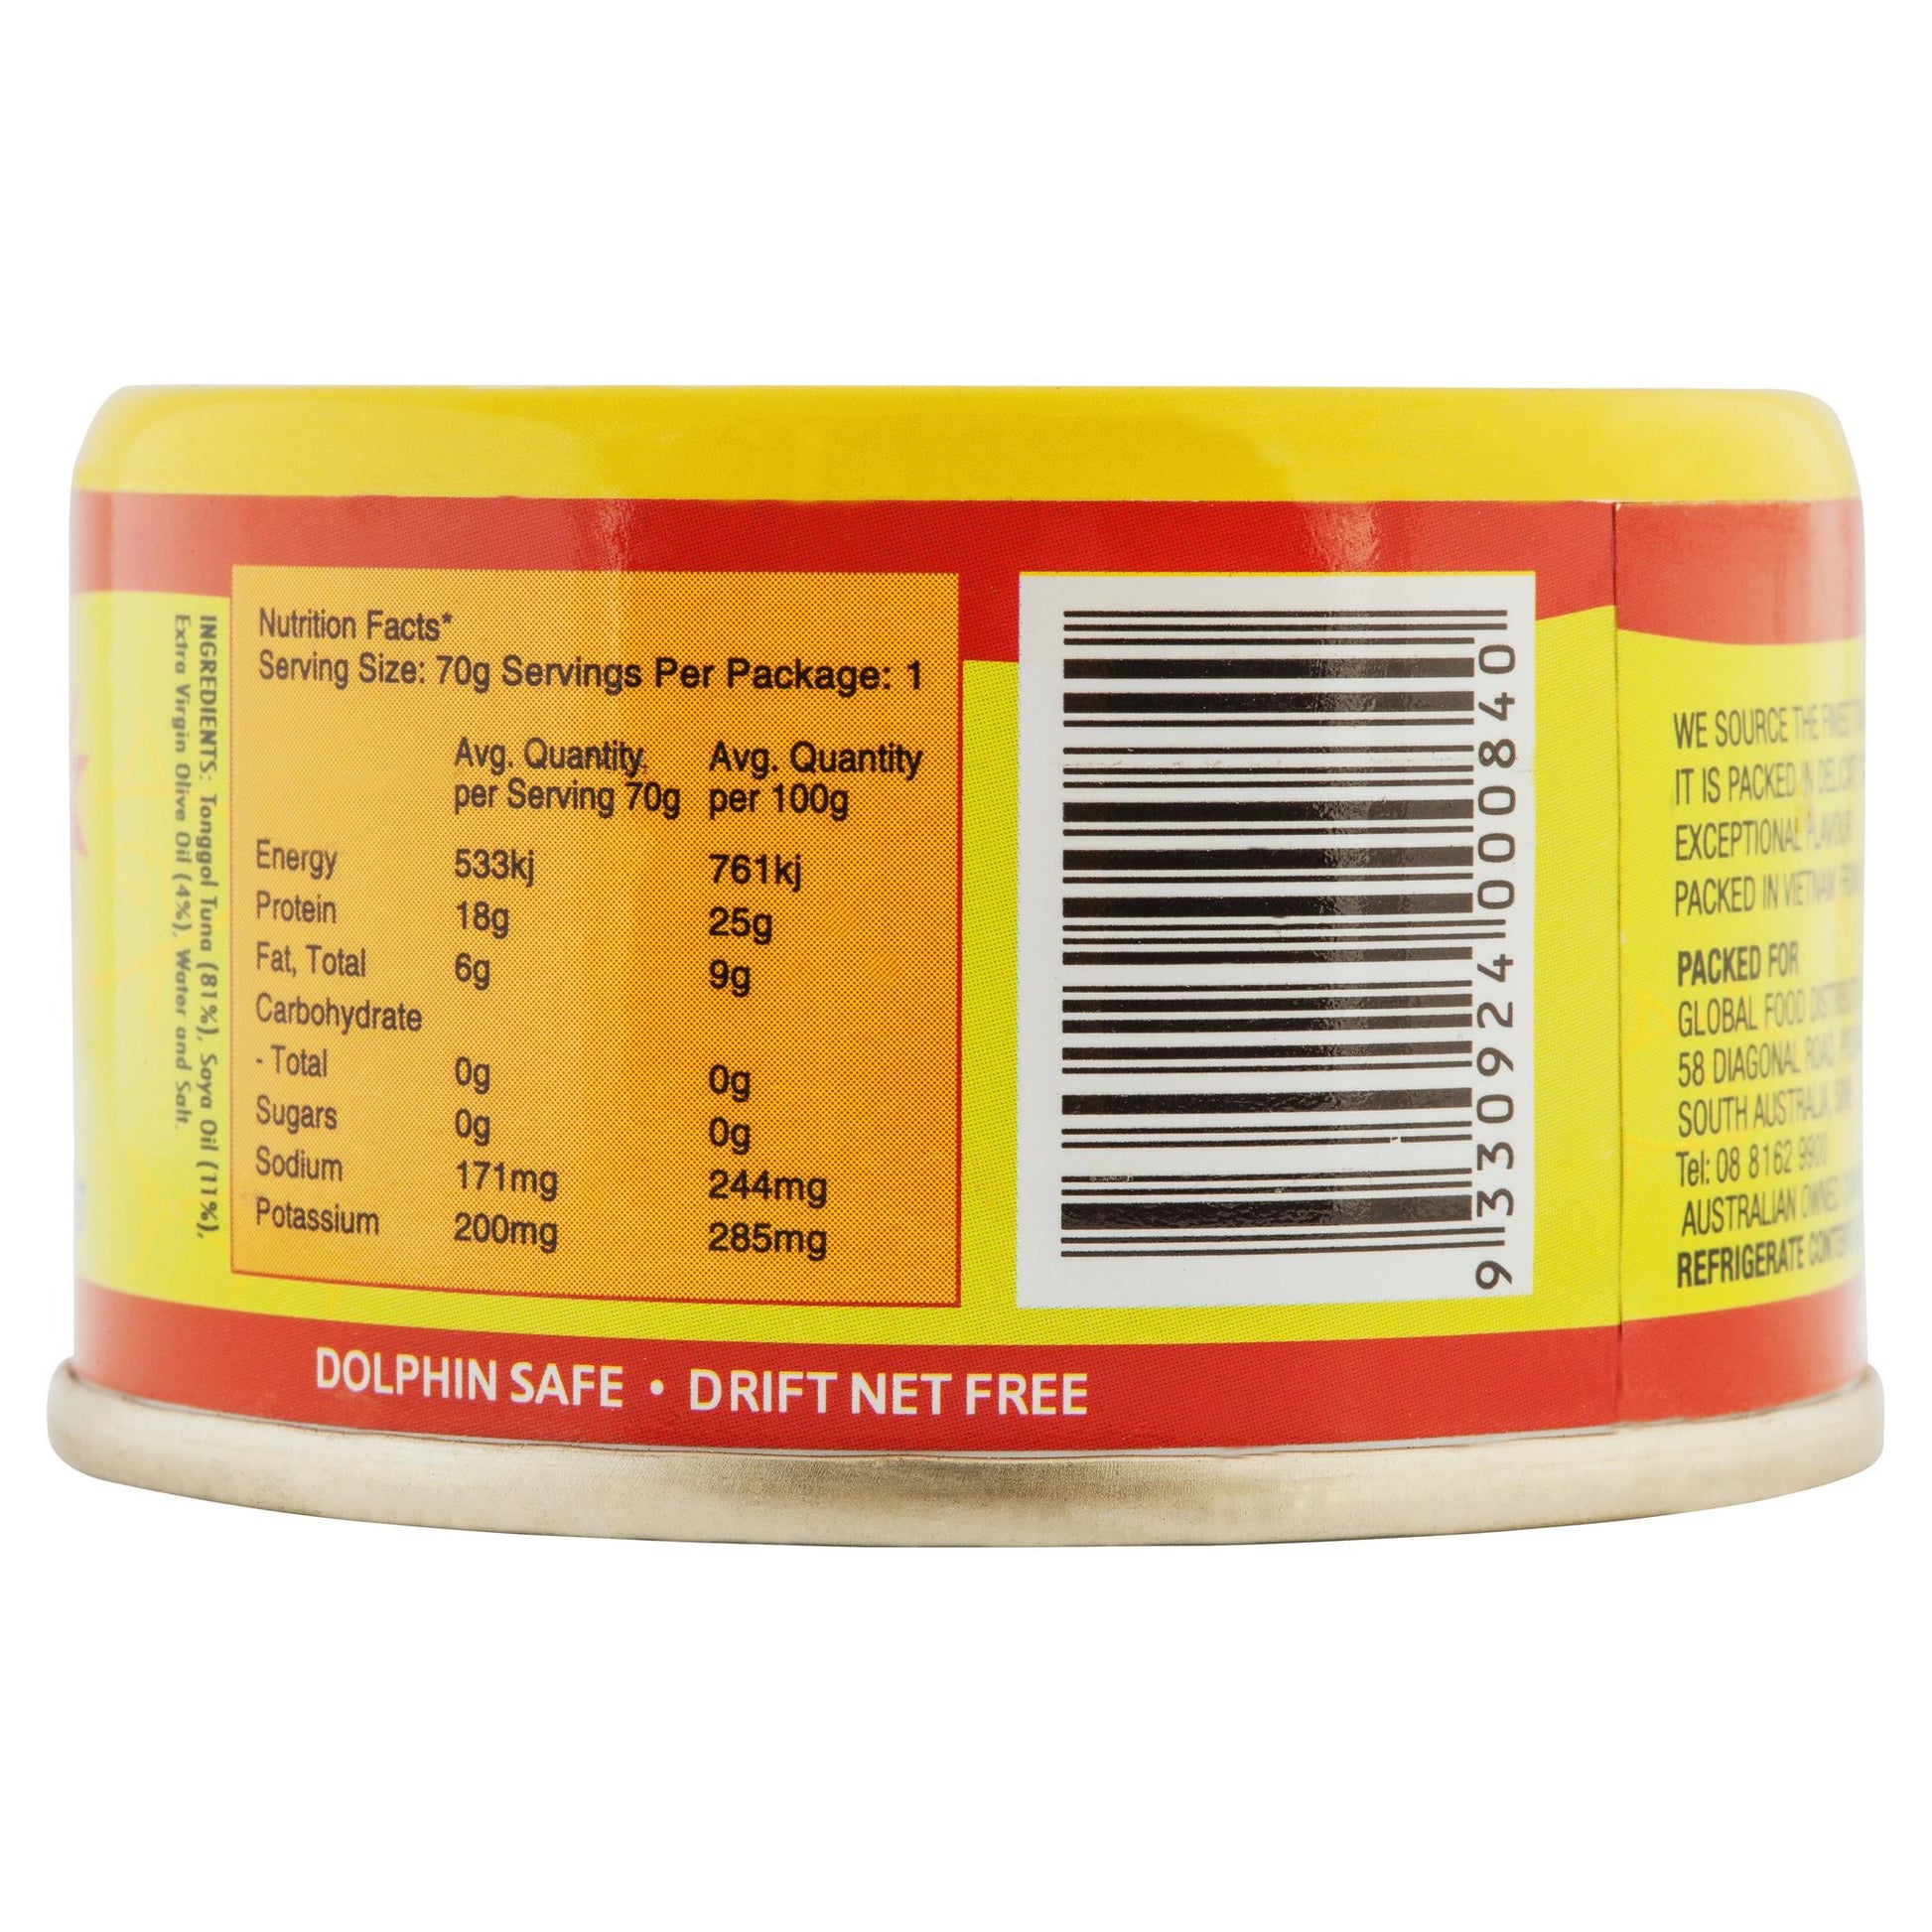 INGREDIENTS: Tonggol Tuna (81%), Soya Oil (11%),
Extra Virgin Olive Oil (4%), Water and Salt.
Nutrition Facts*
Serving Size: 70g Servings Per Package: 1
Avg. Quantity. Avg. Quantity
per Serving 70g per 100g
Energy 533kj 761kj
Protein 18g 25g
Fat, Total 6g 9g
Carbohydrate
- Total 0g 0g
Sugars 0g 0g
Sodium 171mg 244mg
Potassium 200mg 285mg
9 330924 000840
WE SOURCE THE FINEST
IT IS PACKED IN
EXCEPTIONAL FLAVOUR
PACKED IN VIETNAM
PACKED FOR
GLOBAL FOOD
58 DIAGONAL ROAD,
SOUTH AUSTRALIA,
Tel: 08 8162 9900
AUSTRALIAN OWNED
REFRIGERATE
DOLPHIN SAFE • DRIFT NET FREE